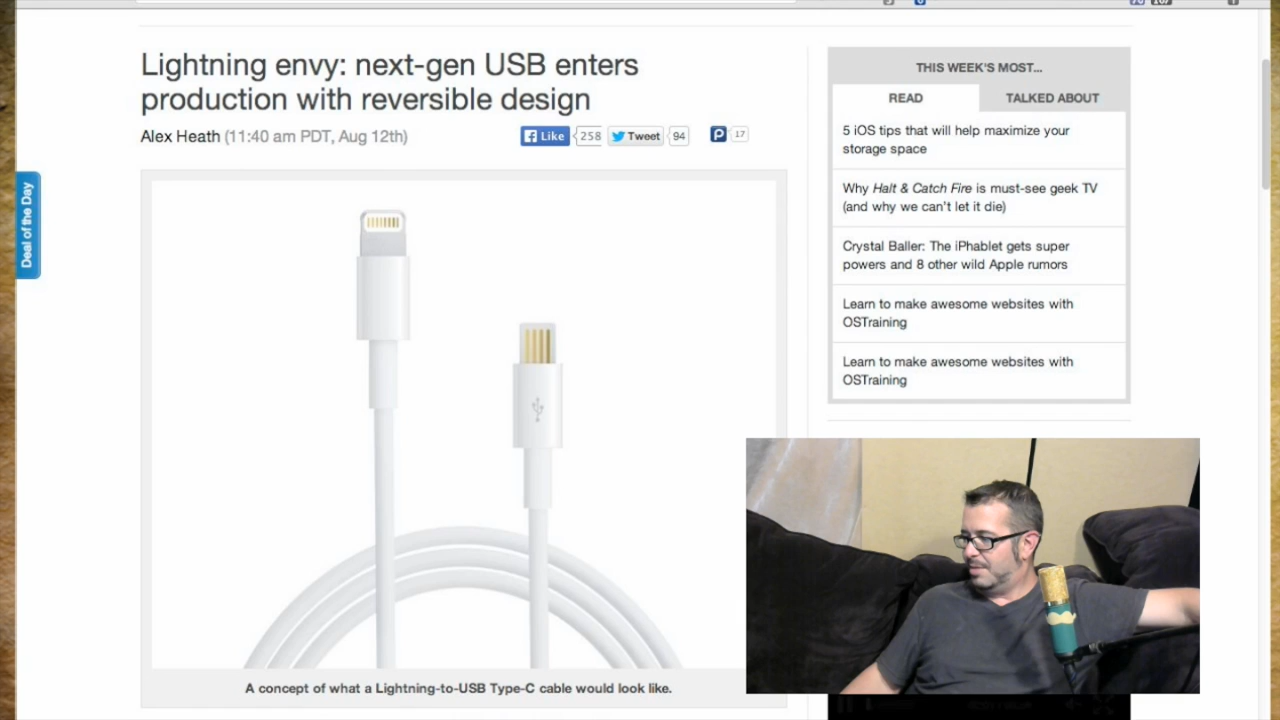 Lightning envy: next-gen USB enters
production with reversible design
Alex Heath (11:40 am PDT, Aug 12th)
Like 258 Tweet 94 17
Deal of the Day
A concept of what a Lightning-to-USB Type-C cable would look like.
THIS WEEK'S MOST...
READ TALKED ABOUT
5 iOS tips that will help maximize your
storage space
Why Halt & Catch Fire is must-see geek TV
(and why we can't let it die)
Crystal Baller: The iPhablet gets super
powers and 8 other wild Apple rumors
Learn to make awesome websites with
OSTraining
Learn to make awesome websites with
OSTraining